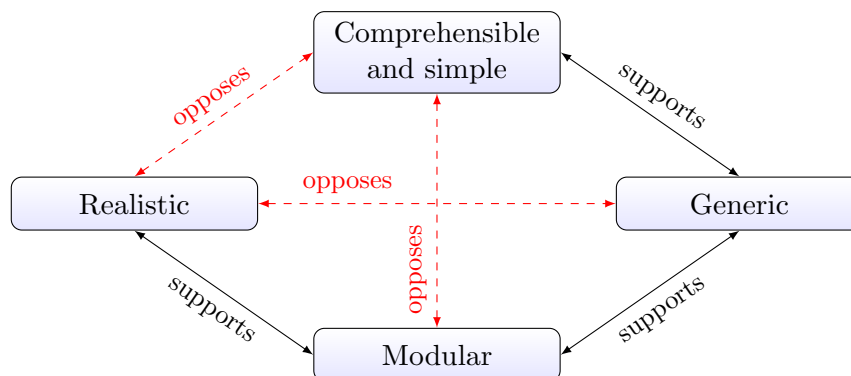 Comprehensible
and simple
opposes
supports
opposes
Realistic
Generic
opposes
supports
supports
Modular